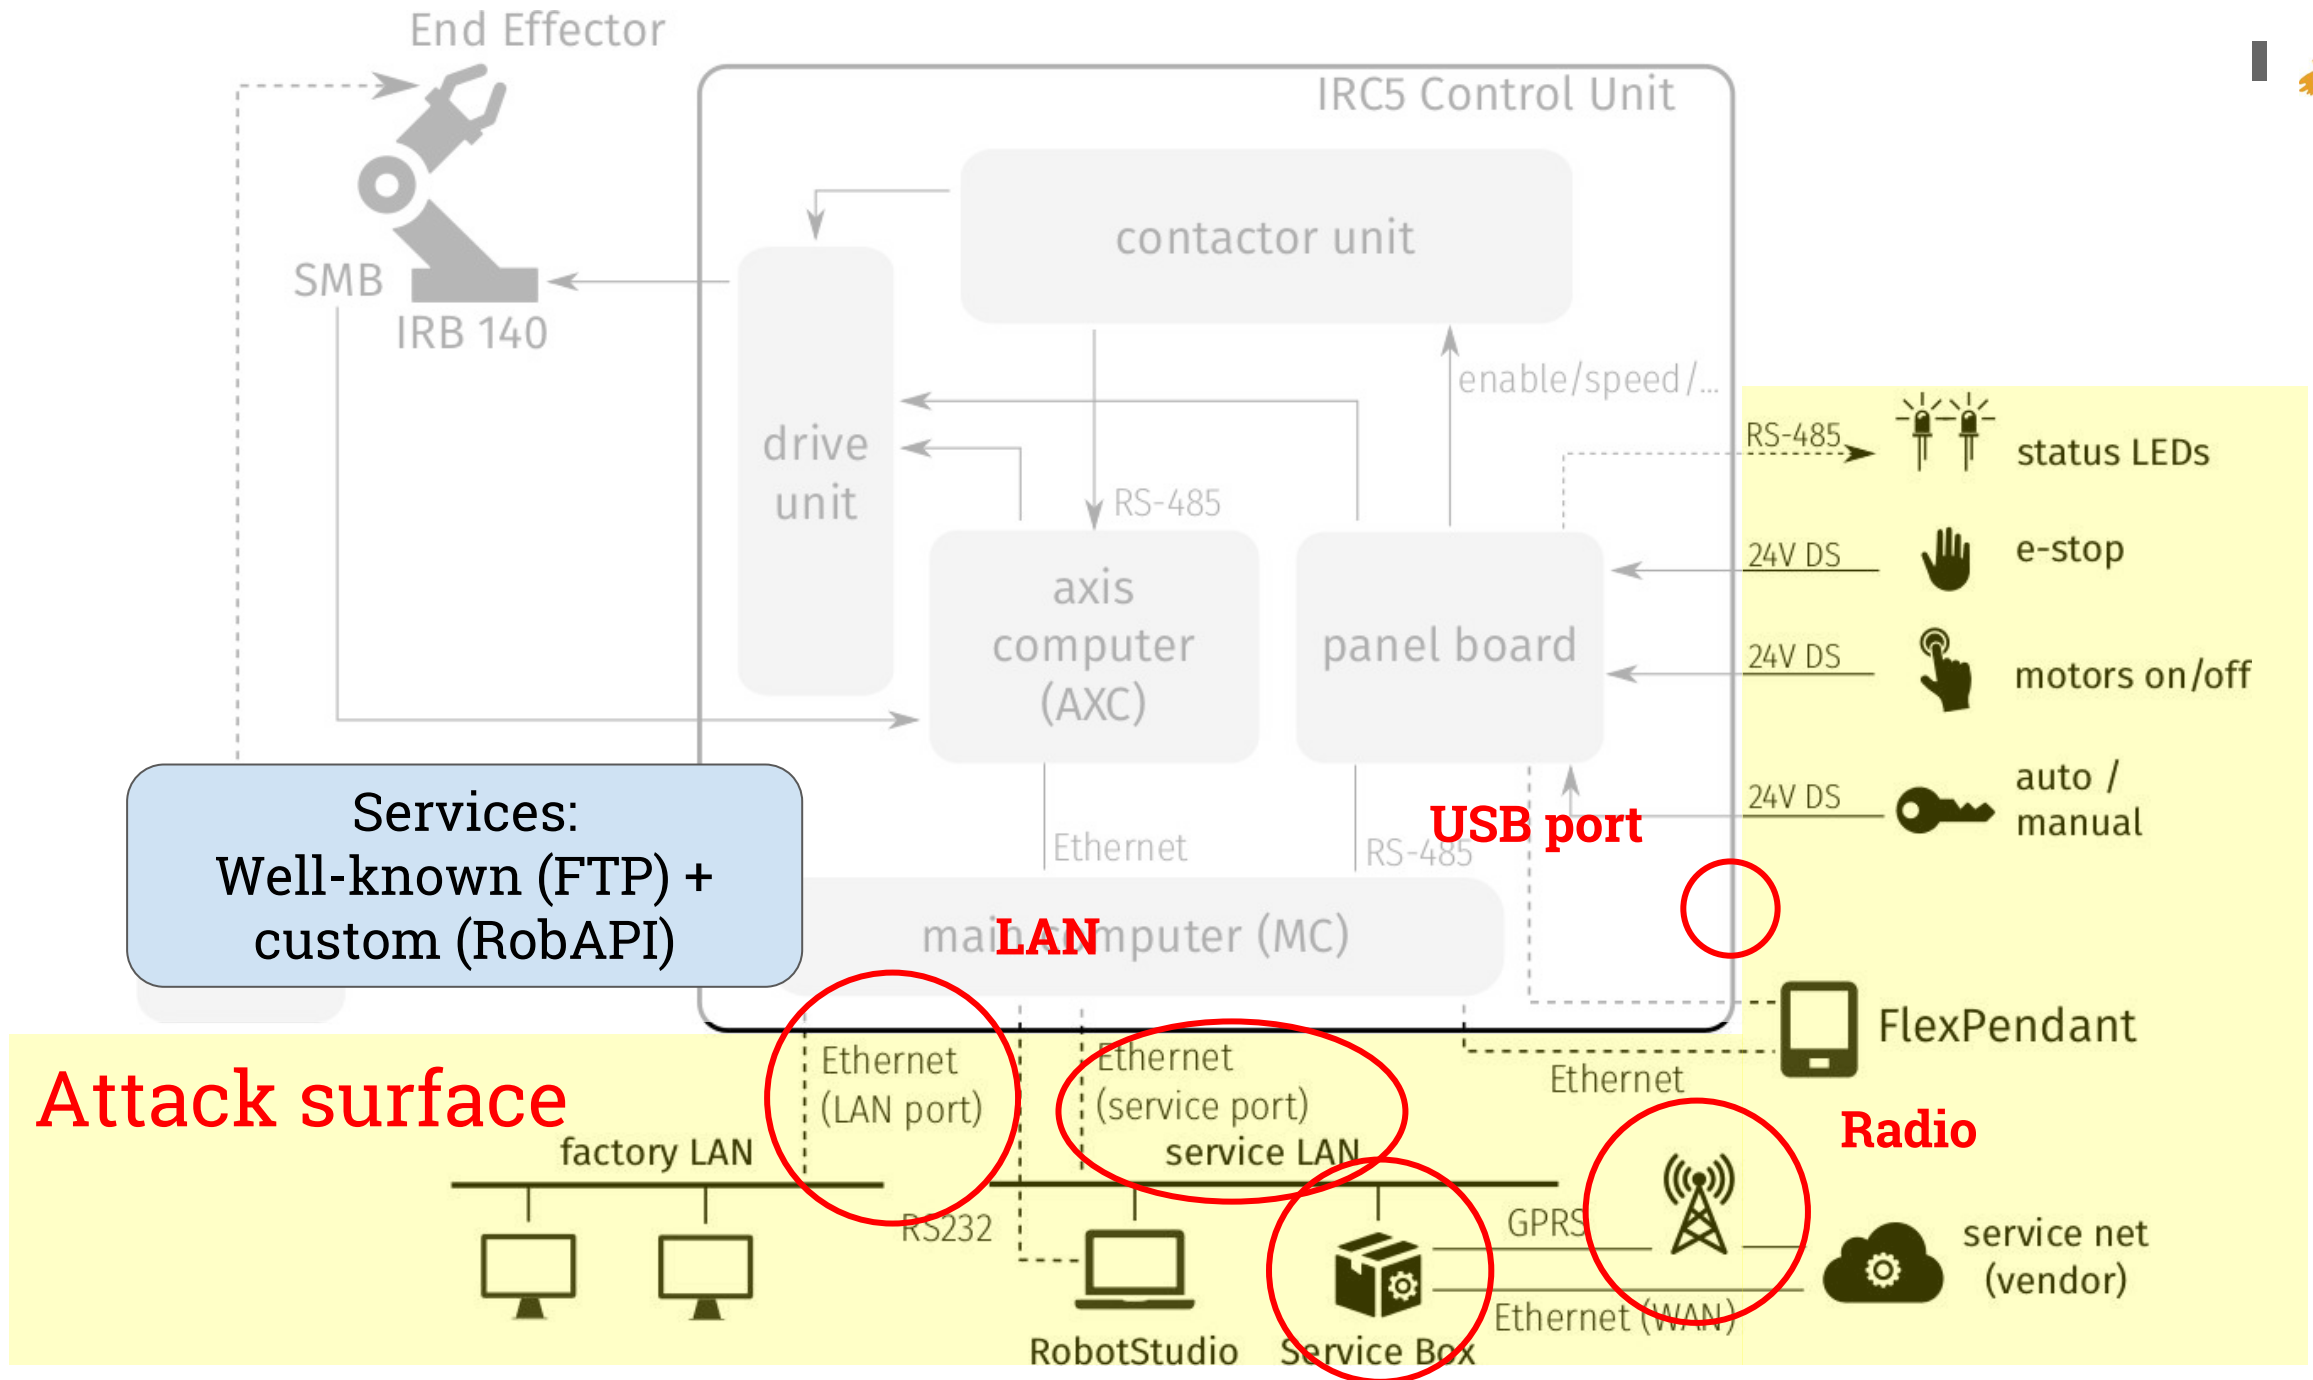 End Effector
IRC5 Control Unit
contactor unit
SMB
IRB 140
enable/speed/...
drive
unit
RS-485
status LEDs
RS-485
24V DS
e-stop
axis
computer
(AXC)
panel board
24V DS
motors on/off
24V DS
auto /
manual
Services:
Well-known (FTP) +
custom (RobAPI)
USB port
Ethernet
RS-485
main computer (MC)
LAN
FlexPendant
Attack surface
Ethernet
(LAN port)
Ethernet
(service port)
Ethernet
Radio
factory LAN
service LAN
RS232
GPRS
service net
(vendor)
Ethernet (WAN)
RobotStudio
Service Box